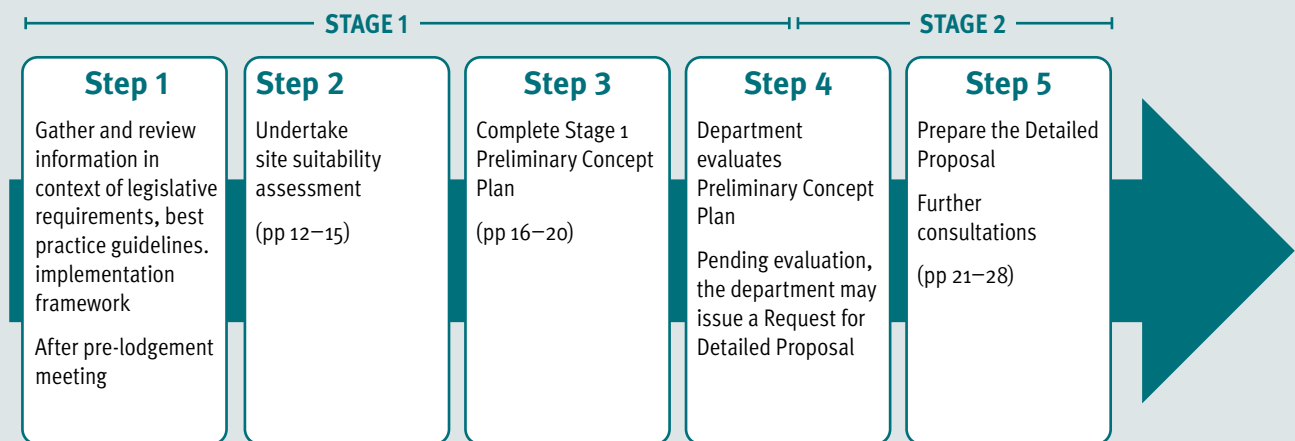 STAGE 1
STAGE 2
Step 1
Gather and review
information in
context of legislative
requirements, best
practice guidelines.
implementation
framework
After pre-lodgement
meeting
Step 2
Undertake
site suitability
assessment
(pp 12–15)
Step 3
Complete Stage 1
Preliminary Concept
Plan
(pp 16–20)
Step 4
Department
evaluates
Preliminary Concept
Plan
Pending evaluation,
the department may
issue a Request for
Detailed Proposal
Step 5
Prepare the Detailed
Proposal
Further
consultations
(pp 21–28)